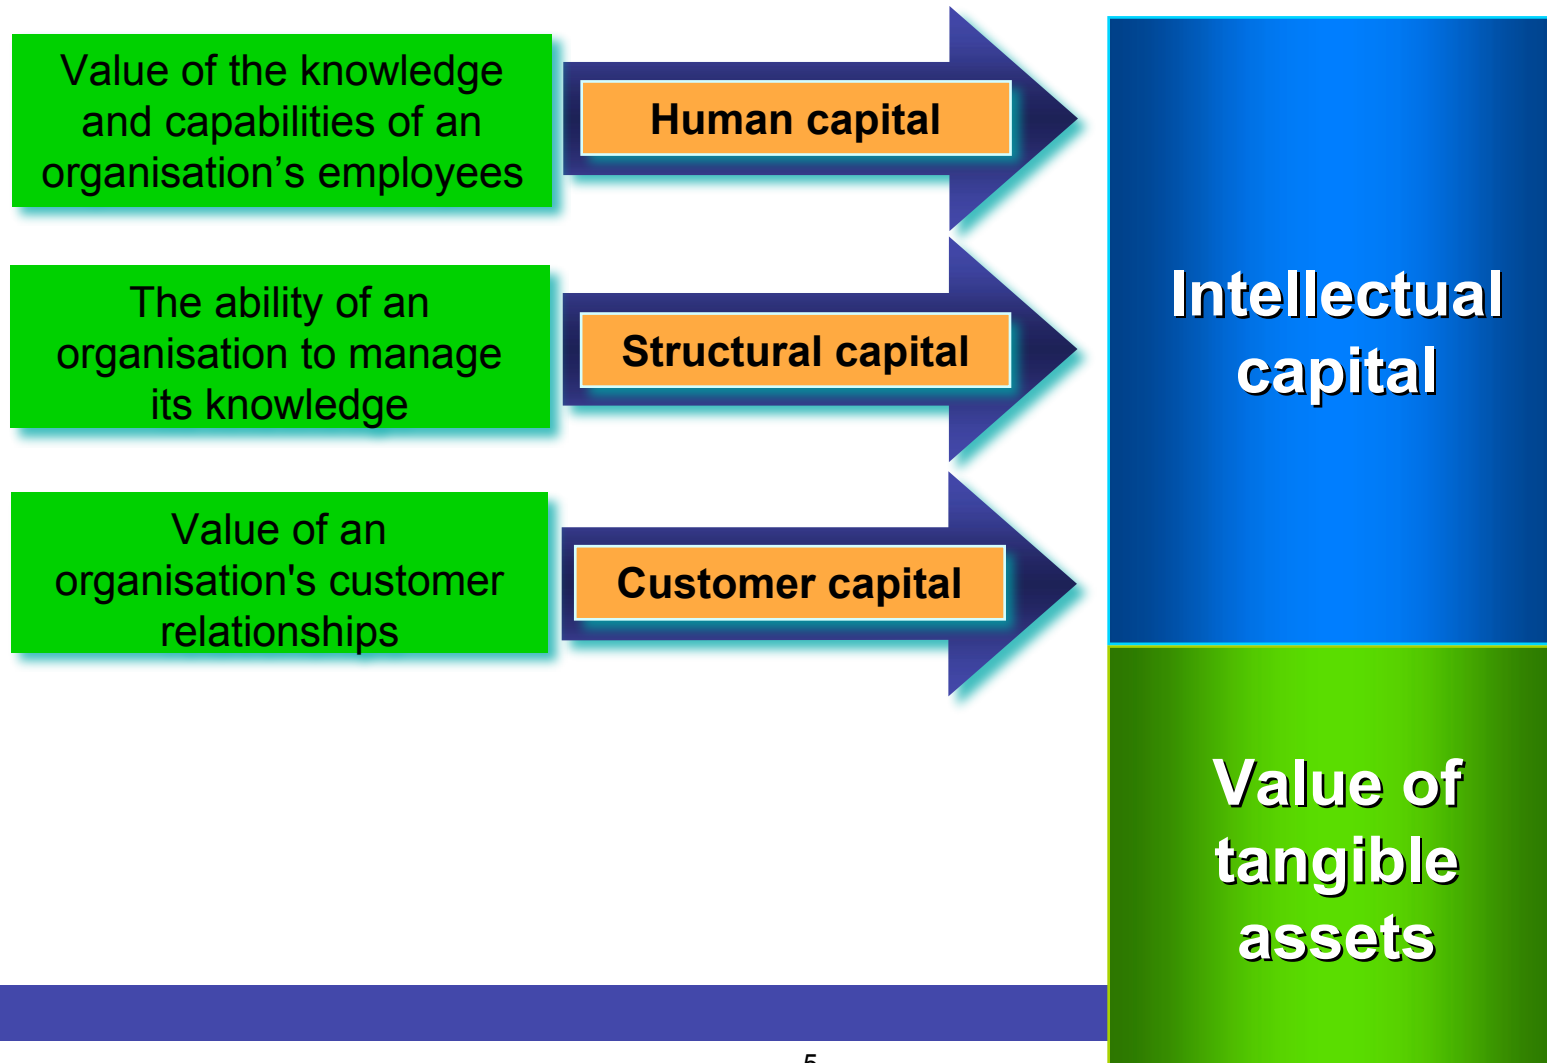 Value of the knowledge
and capabilities of an
organisation’s employees
Human capital
The ability of an
organisation to manage
its knowledge
Structural capital
Value of an
organisation's customer
relationships
Customer capital
Intellectual
capital
Value of
tangible
assets
5